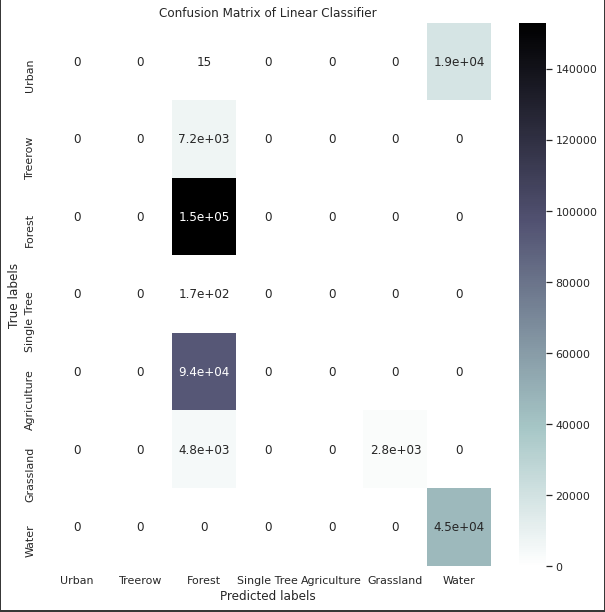 Confusion Matrix of Linear Classifier
Urban 0 0 15 0 0 0 1.9e+04
Treerow 0 0 7.2e+03 0 0 0 0
Forest 0 0 1.5e+05 0 0 0 0
Single Tree 0 0 1.7e+02 0 0 0 0
Agriculture 0 0 9.4e+04 0 0 0 0
Grassland 0 0 4.8e+03 0 0 2.8e+03 0
Water 0 0 0 0 0 0 4.5e+04
True labels
Urban Treerow Forest Single Tree Agriculture Grassland Water
Predicted labels
140000
120000
100000
80000
60000
40000
20000
0